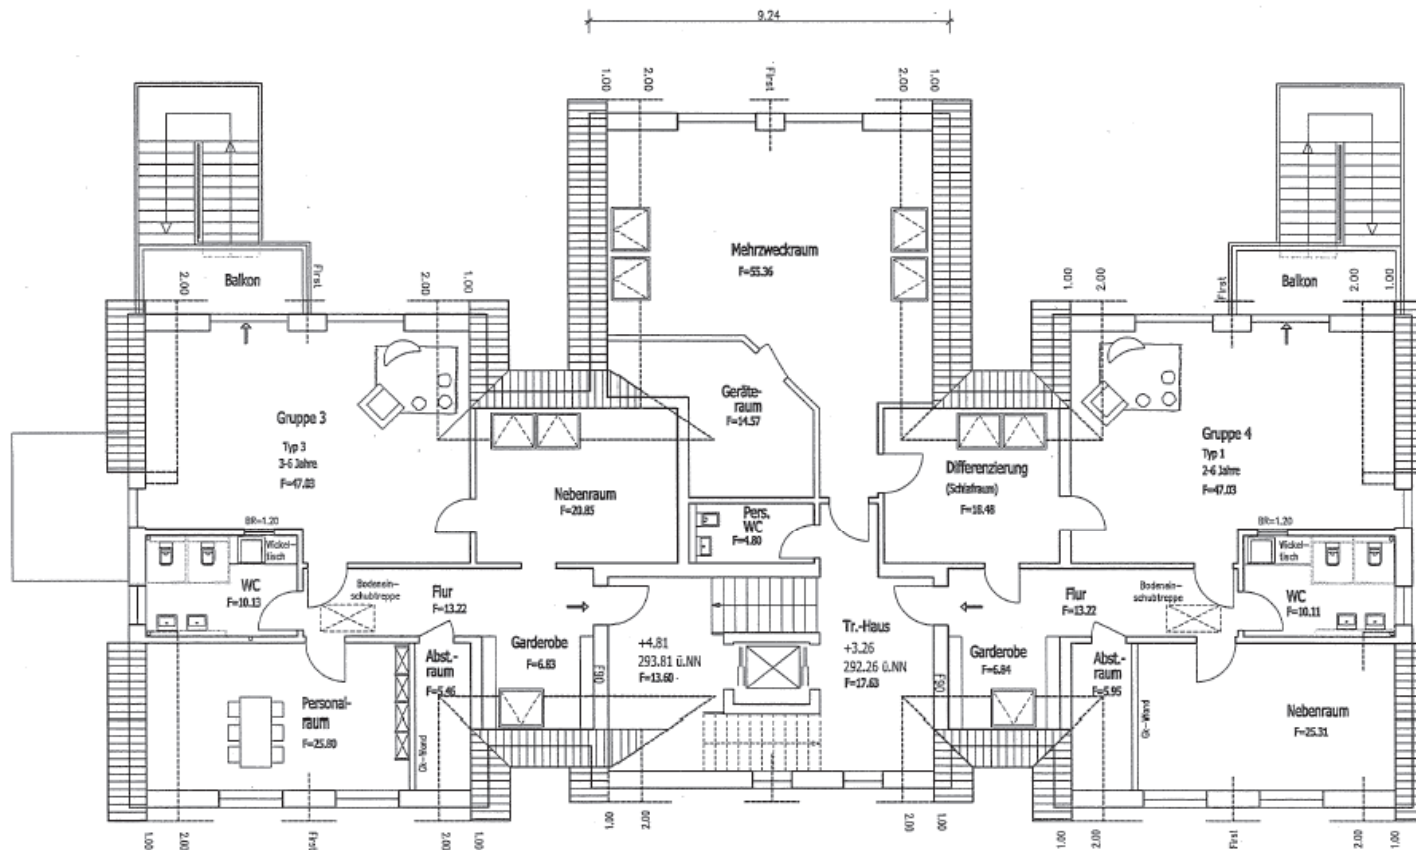 9.24
1.00
2.00
First
2.00
1.00
Mehrzweckraum
F=55.36
Balkon
2.00
First
2.00
1.00
1.00
2.00
First
Balkon
2.00
1.00
Geräte-
raum
F=14.57
Gruppe 3
Typ 3
3-6 Jahre
F=47.03
Gruppe 4
Typ 1
2-6 Jahre
F=47.03
Nebenraum
F=20.85
Differenzierung
(Schlafraum)
F=18.48
Pers.
WC
F=4.80
BR=1.20
Wickel-
tisch
WC
F=10.13
Bodenein-
schubtreppe
Flur
F=13.22
BR=1.20
Wickel-
tisch
WC
F=10.11
Bodenein-
schubtreppe
Flur
F=13.22
Garderobe
F=6.83
+4.81
293.81 ü.NN
F=13.60
F90
Tr.-Haus
+3.26
292.26 ü.NN
F=17.63
F90
Garderobe
F=6.84
Abst.-
raum
F=5.46
Abst.-
raum
F=5.95
Personal-
raum
F=25.80
Gk-Wand
Gk-Wand
Nebenraum
F=25.31
1.00
2.00
First
2.00
1.00
1.00
2.00
2.00
1.00
1.00
2.00
First
2.00
1.00